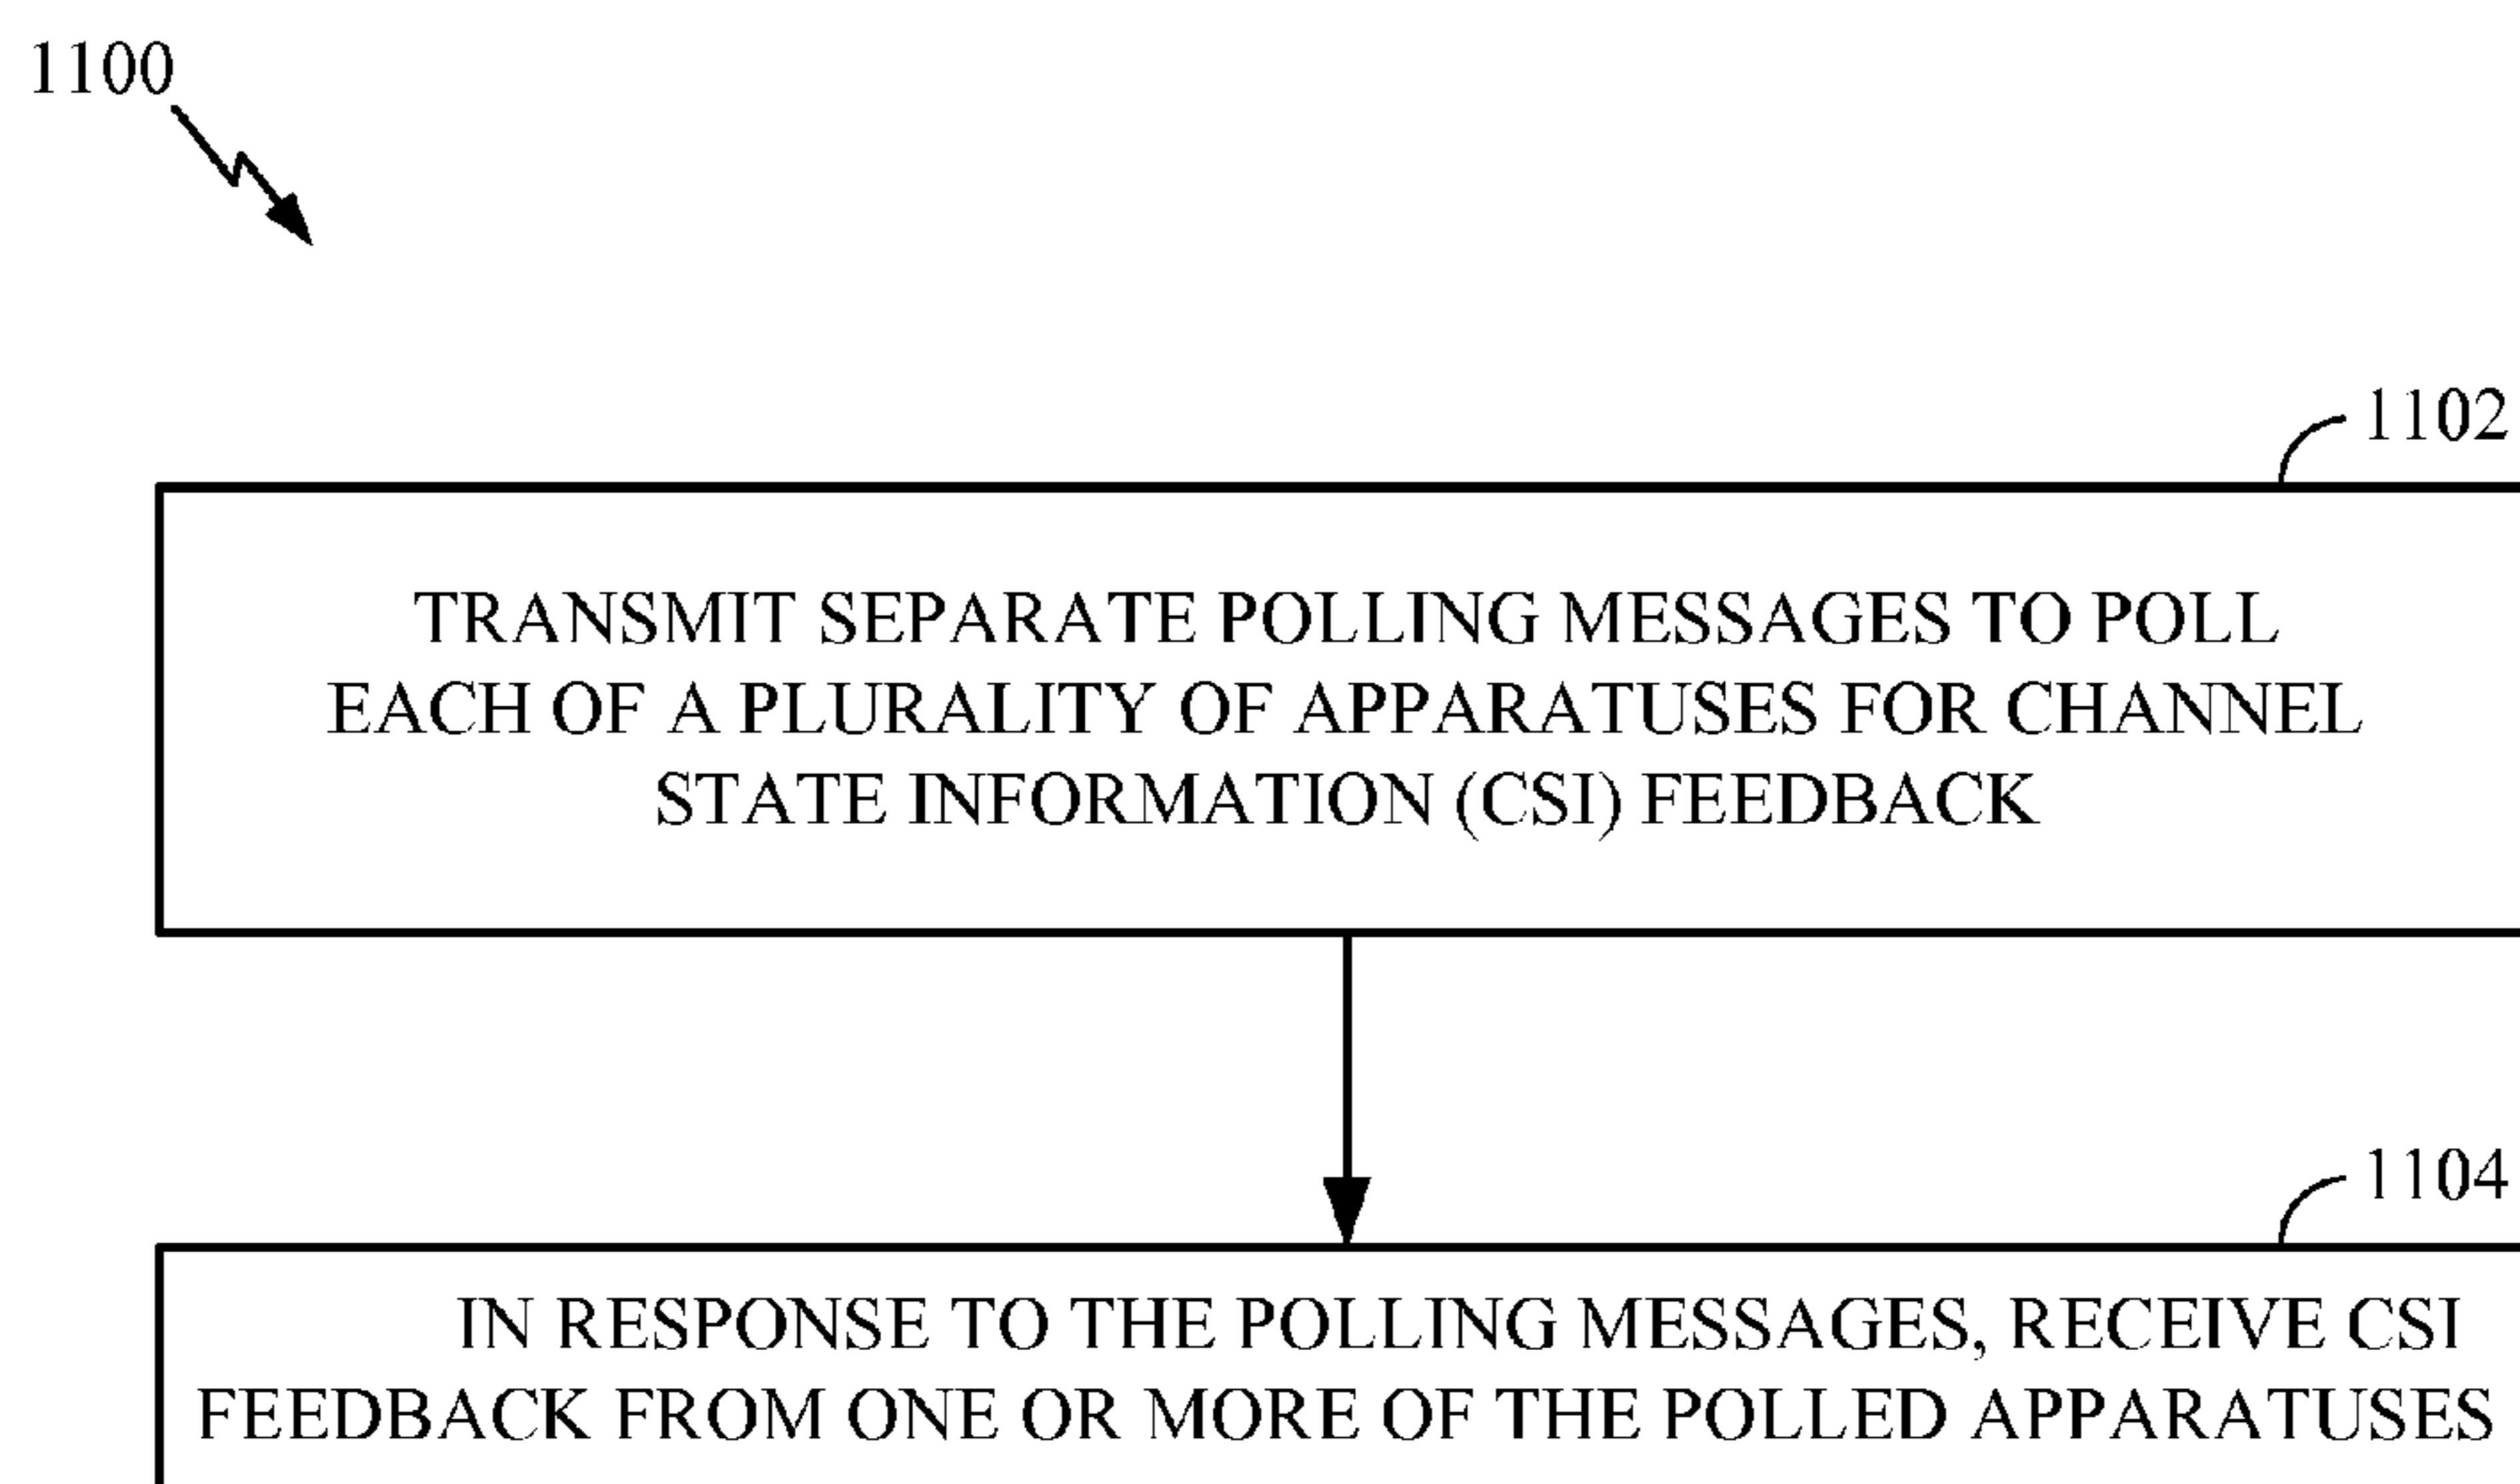 1100
1102
TRANSMIT SEPARATE POLLING MESSAGES TO POLL
EACH OF A PLURALITY OF APPARATUSES FOR CHANNEL
STATE INFORMATION (CSI) FEEDBACK
1104
IN RESPONSE TO THE POLLING MESSAGES, RECEIVE CSI
FEEDBACK FROM ONE OR MORE OF THE POLLED APPARATUSES